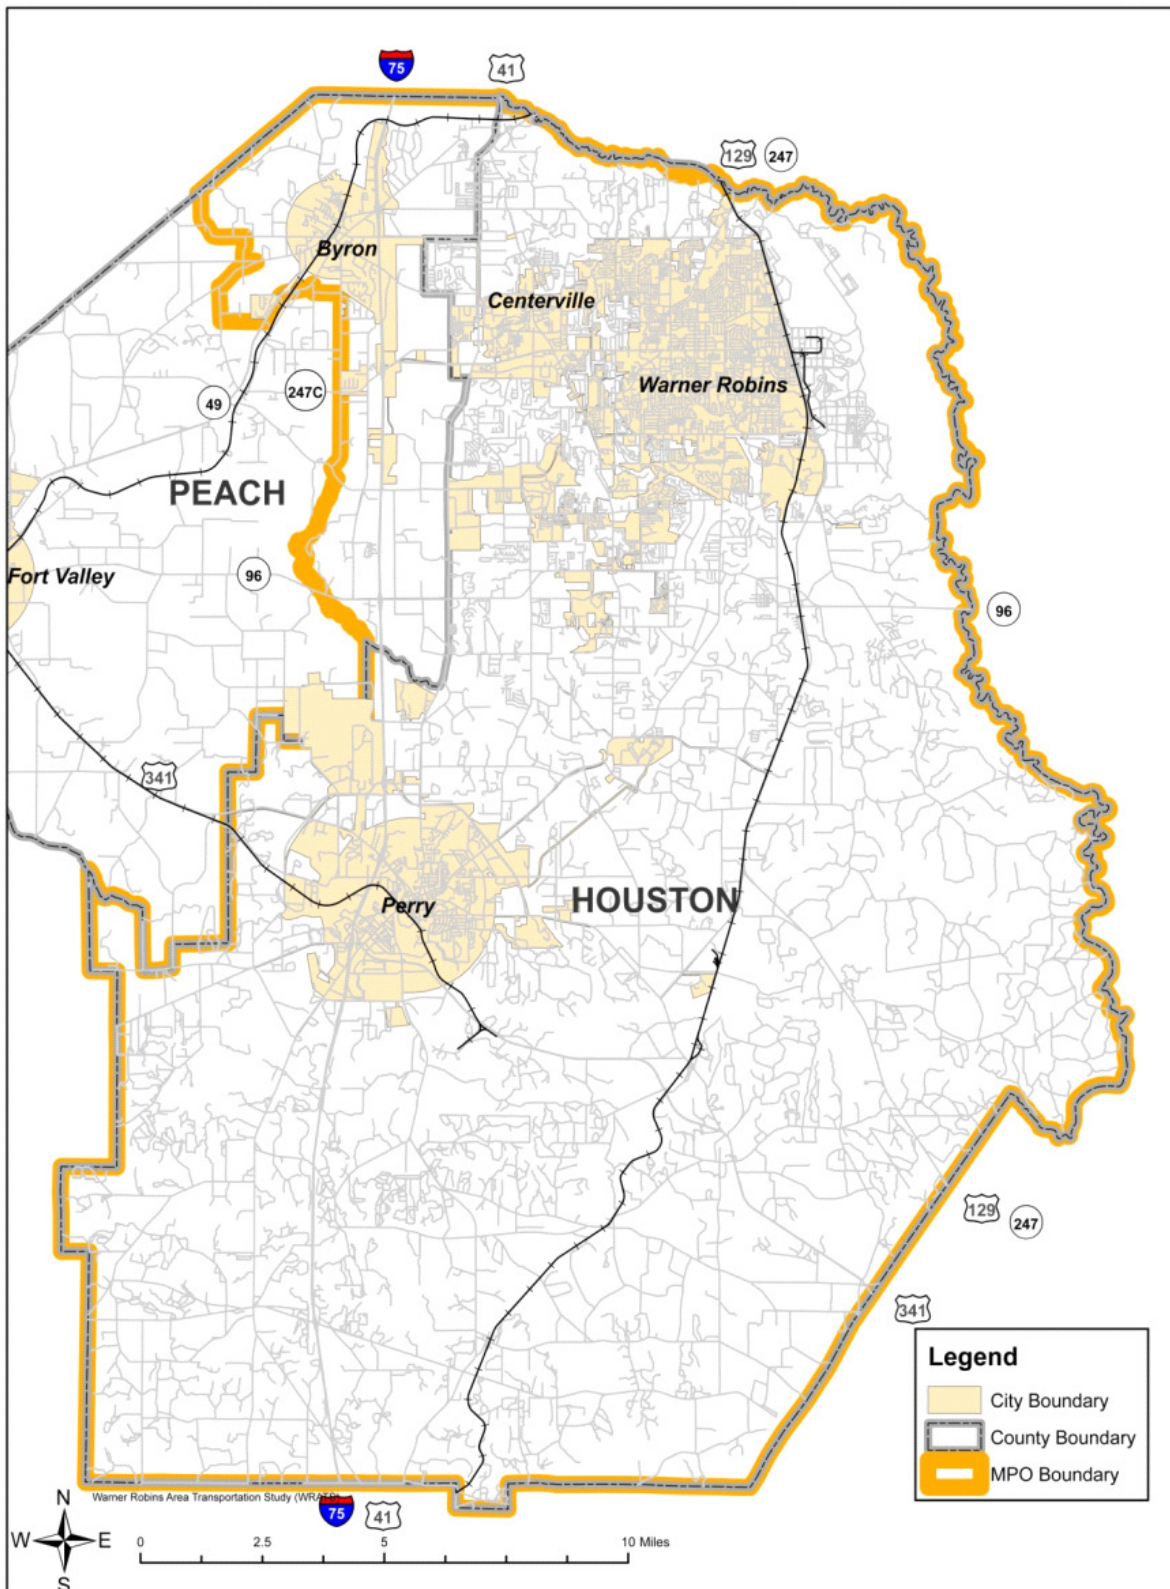 75
41
129
247
Byron
Centerville
Warner Robins
247C
49
PEACH
Fort Valley
96
96
341
Perry
HOUSTON
129
247
341
Legend
City Boundary
County Boundary
MPO Boundary
N
Warner Robins Area Transportation Study (WRATS)
75
41
W
E
0
2.5
5
10 Miles
S